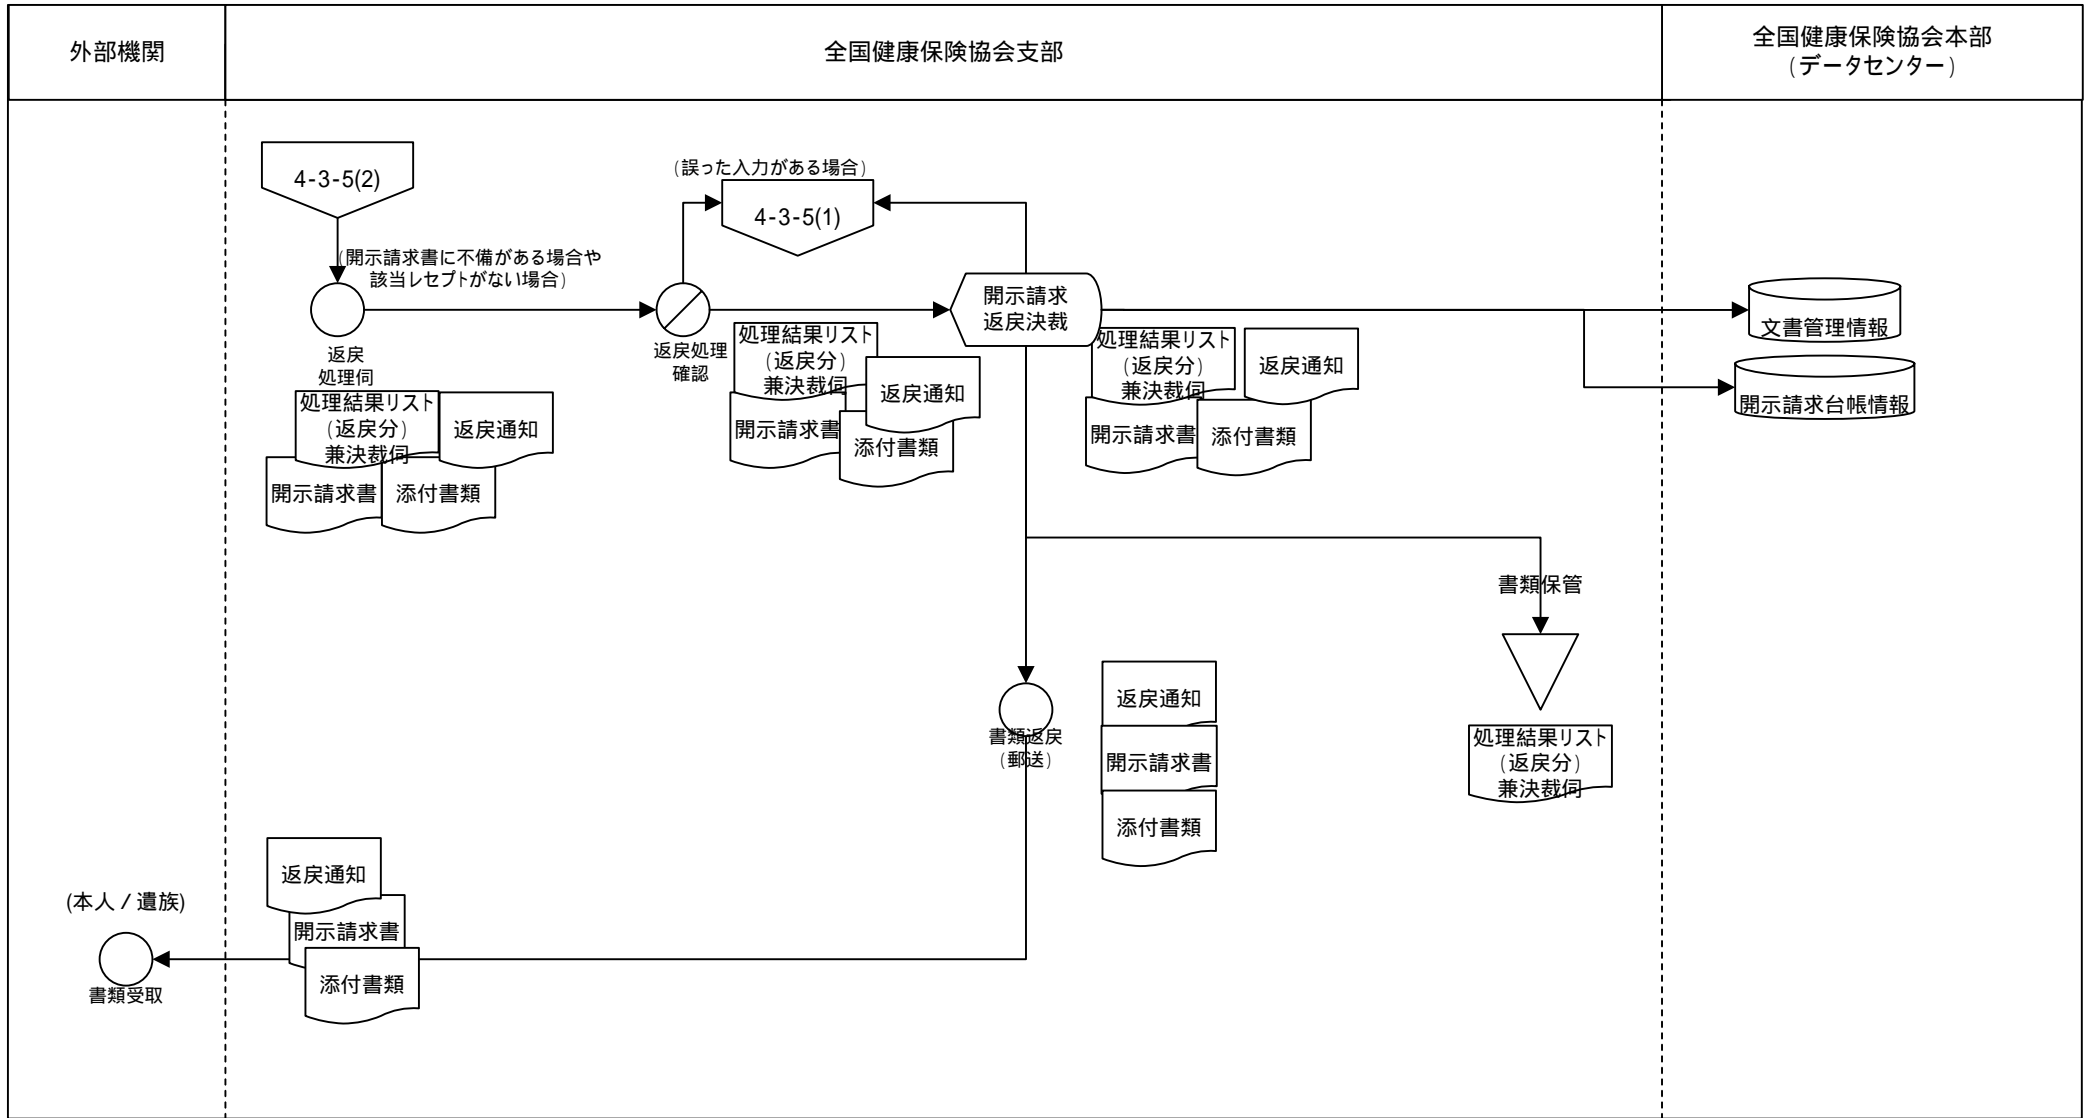 外部機関
全国健康保険協会支部
全国健康保険協会本部
(データセンター)
4-3-5(2)
(誤った入力がある場合)
4-3-5(1)
(開示請求書に不備がある場合や
該当レセプトがない場合)
返戻
処理伺
返戻処理
確認
開示請求
返戻決裁
文書管理情報
開示請求台帳情報
処理結果リスト
(返戻分)
兼決裁伺
返戻通知
開示請求書
添付書類
処理結果リスト
(返戻分)
兼決裁伺
返戻通知
開示請求書
添付書類
処理結果リスト
(返戻分)
兼決裁伺
返戻通知
開示請求書
添付書類
書類保管
書類返戻
(郵送)
返戻通知
開示請求書
添付書類
処理結果リスト
(返戻分)
兼決裁伺
返戻通知
開示請求書
添付書類
(本人/遺族)
書類受取